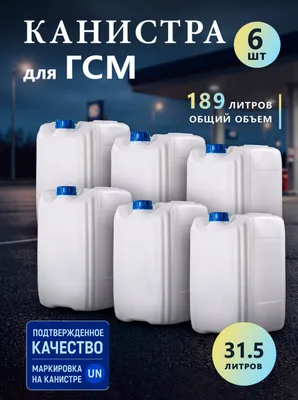 КАНИСТРА
для ГСМ
6
шт
189 ЛИТРОВ
ОБЩИЙ ОБЪЕМ
ПОДТВЕРЖДЕННОЕ
КАЧЕСТВО
МАРКИРОВКА
НА КАНИСТРЕ
UN
31.5
ЛИТРОВ